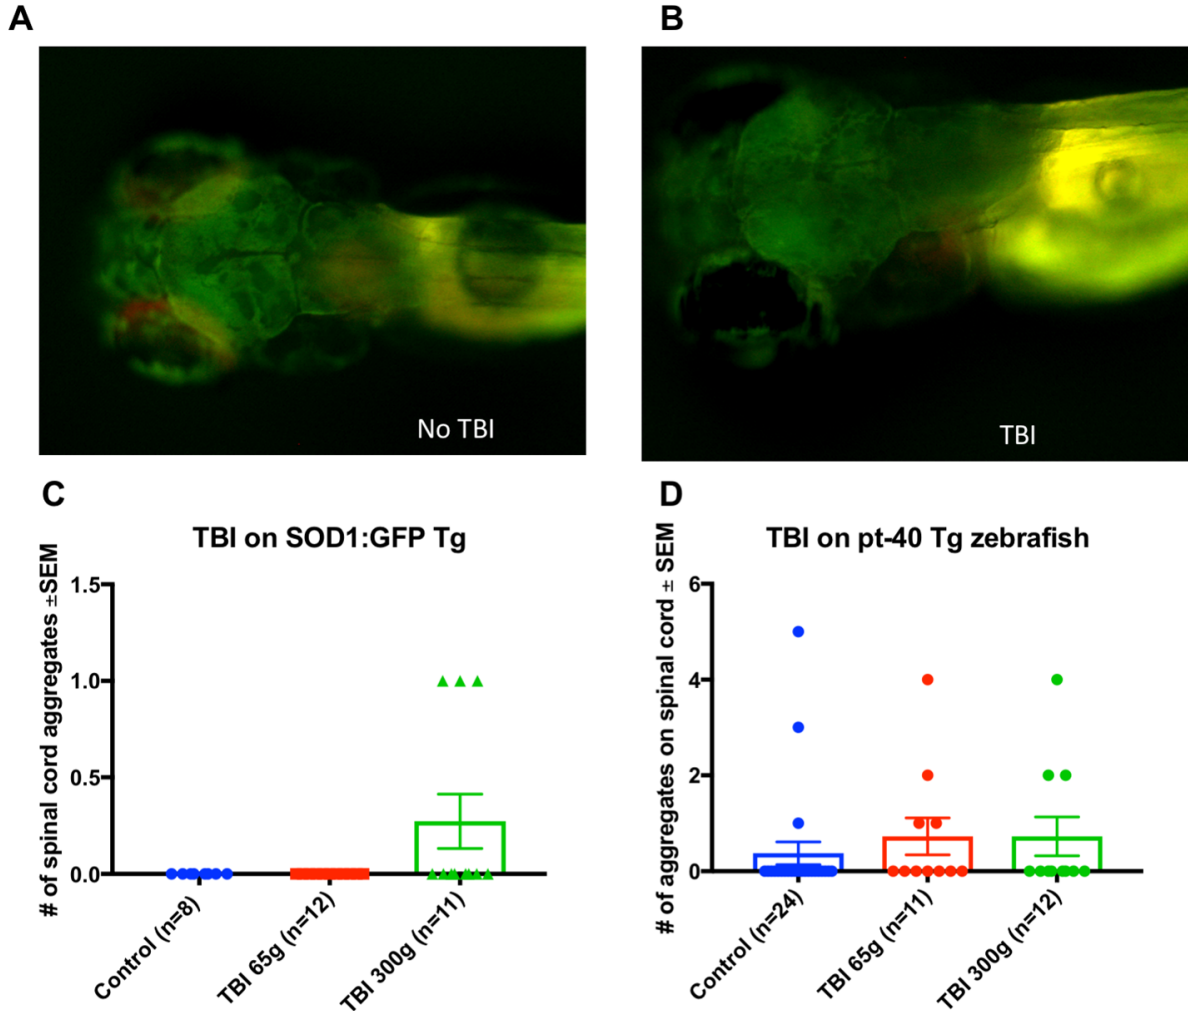 A
B
No TBI
TBI
C
TBI on SOD1:GFP Tg
# of spinal cord aggregates ±SEM
1.5
1.0
0.5
0.0
Control (n=8)
TBI 65g (n=12)
TBI 300g (n=11)
D
TBI on pt-40 Tg zebrafish
# of aggregates on spinal cord ± SEM
6
4
2
0
Control (n=24)
TBI 65g (n=11)
TBI 300g (n=12)